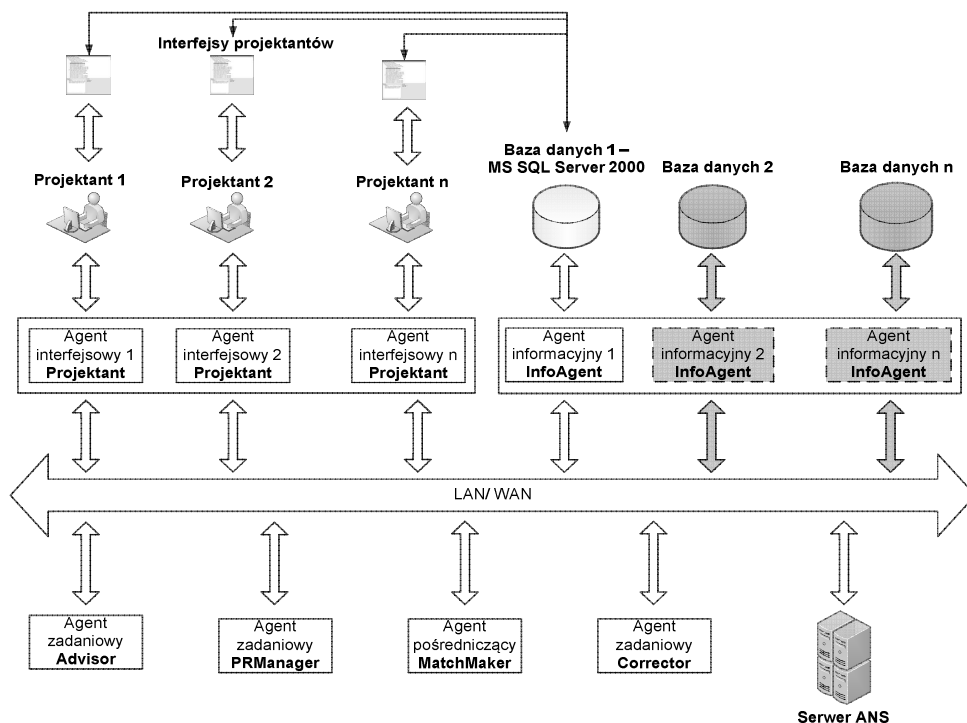 Interfejsy projektantów
Baza danych 1–
MS SQL Server 2000
Baza danych 2
Baza danych n
Projektant 1
Projektant 2
Projektant n
Agent
interfejsowy 1
Projektant
Agent
interfejsowy 2
Projektant
Agent
interfejsowy n
Projektant
Agent
informacyjny 1
InfoAgent
Agent
informacyjny 2
InfoAgent
Agent
informacyjny n
InfoAgent
LAN/ WAN
Agent
zadaniowy
Advisor
Agent
zadaniowy
PRManager
Agent
pośredniczący
MatchMaker
Agent
zadaniowy
Corrector
Serwer ANS